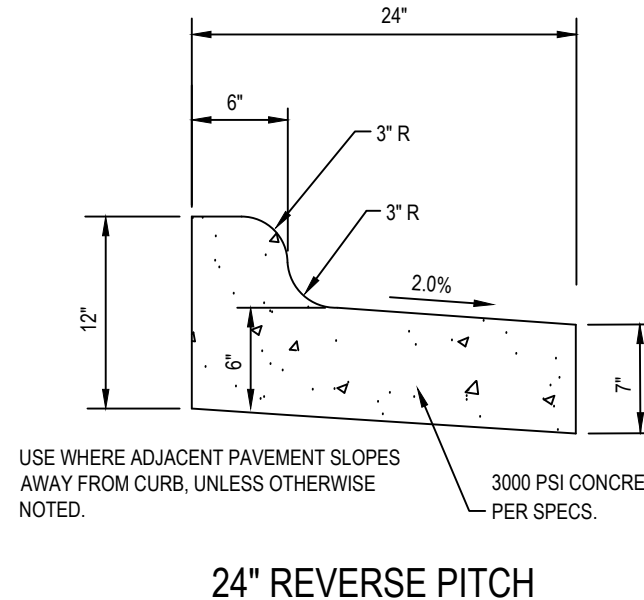 24"
6"
3" R
3" R
2.0%
12"
6"
7"
USE WHERE ADJACENT PAVEMENT SLOPES
AWAY FROM CURB, UNLESS OTHERWISE
NOTED.
3000 PSI CONCRE
PER SPECS.
24" REVERSE PITCH